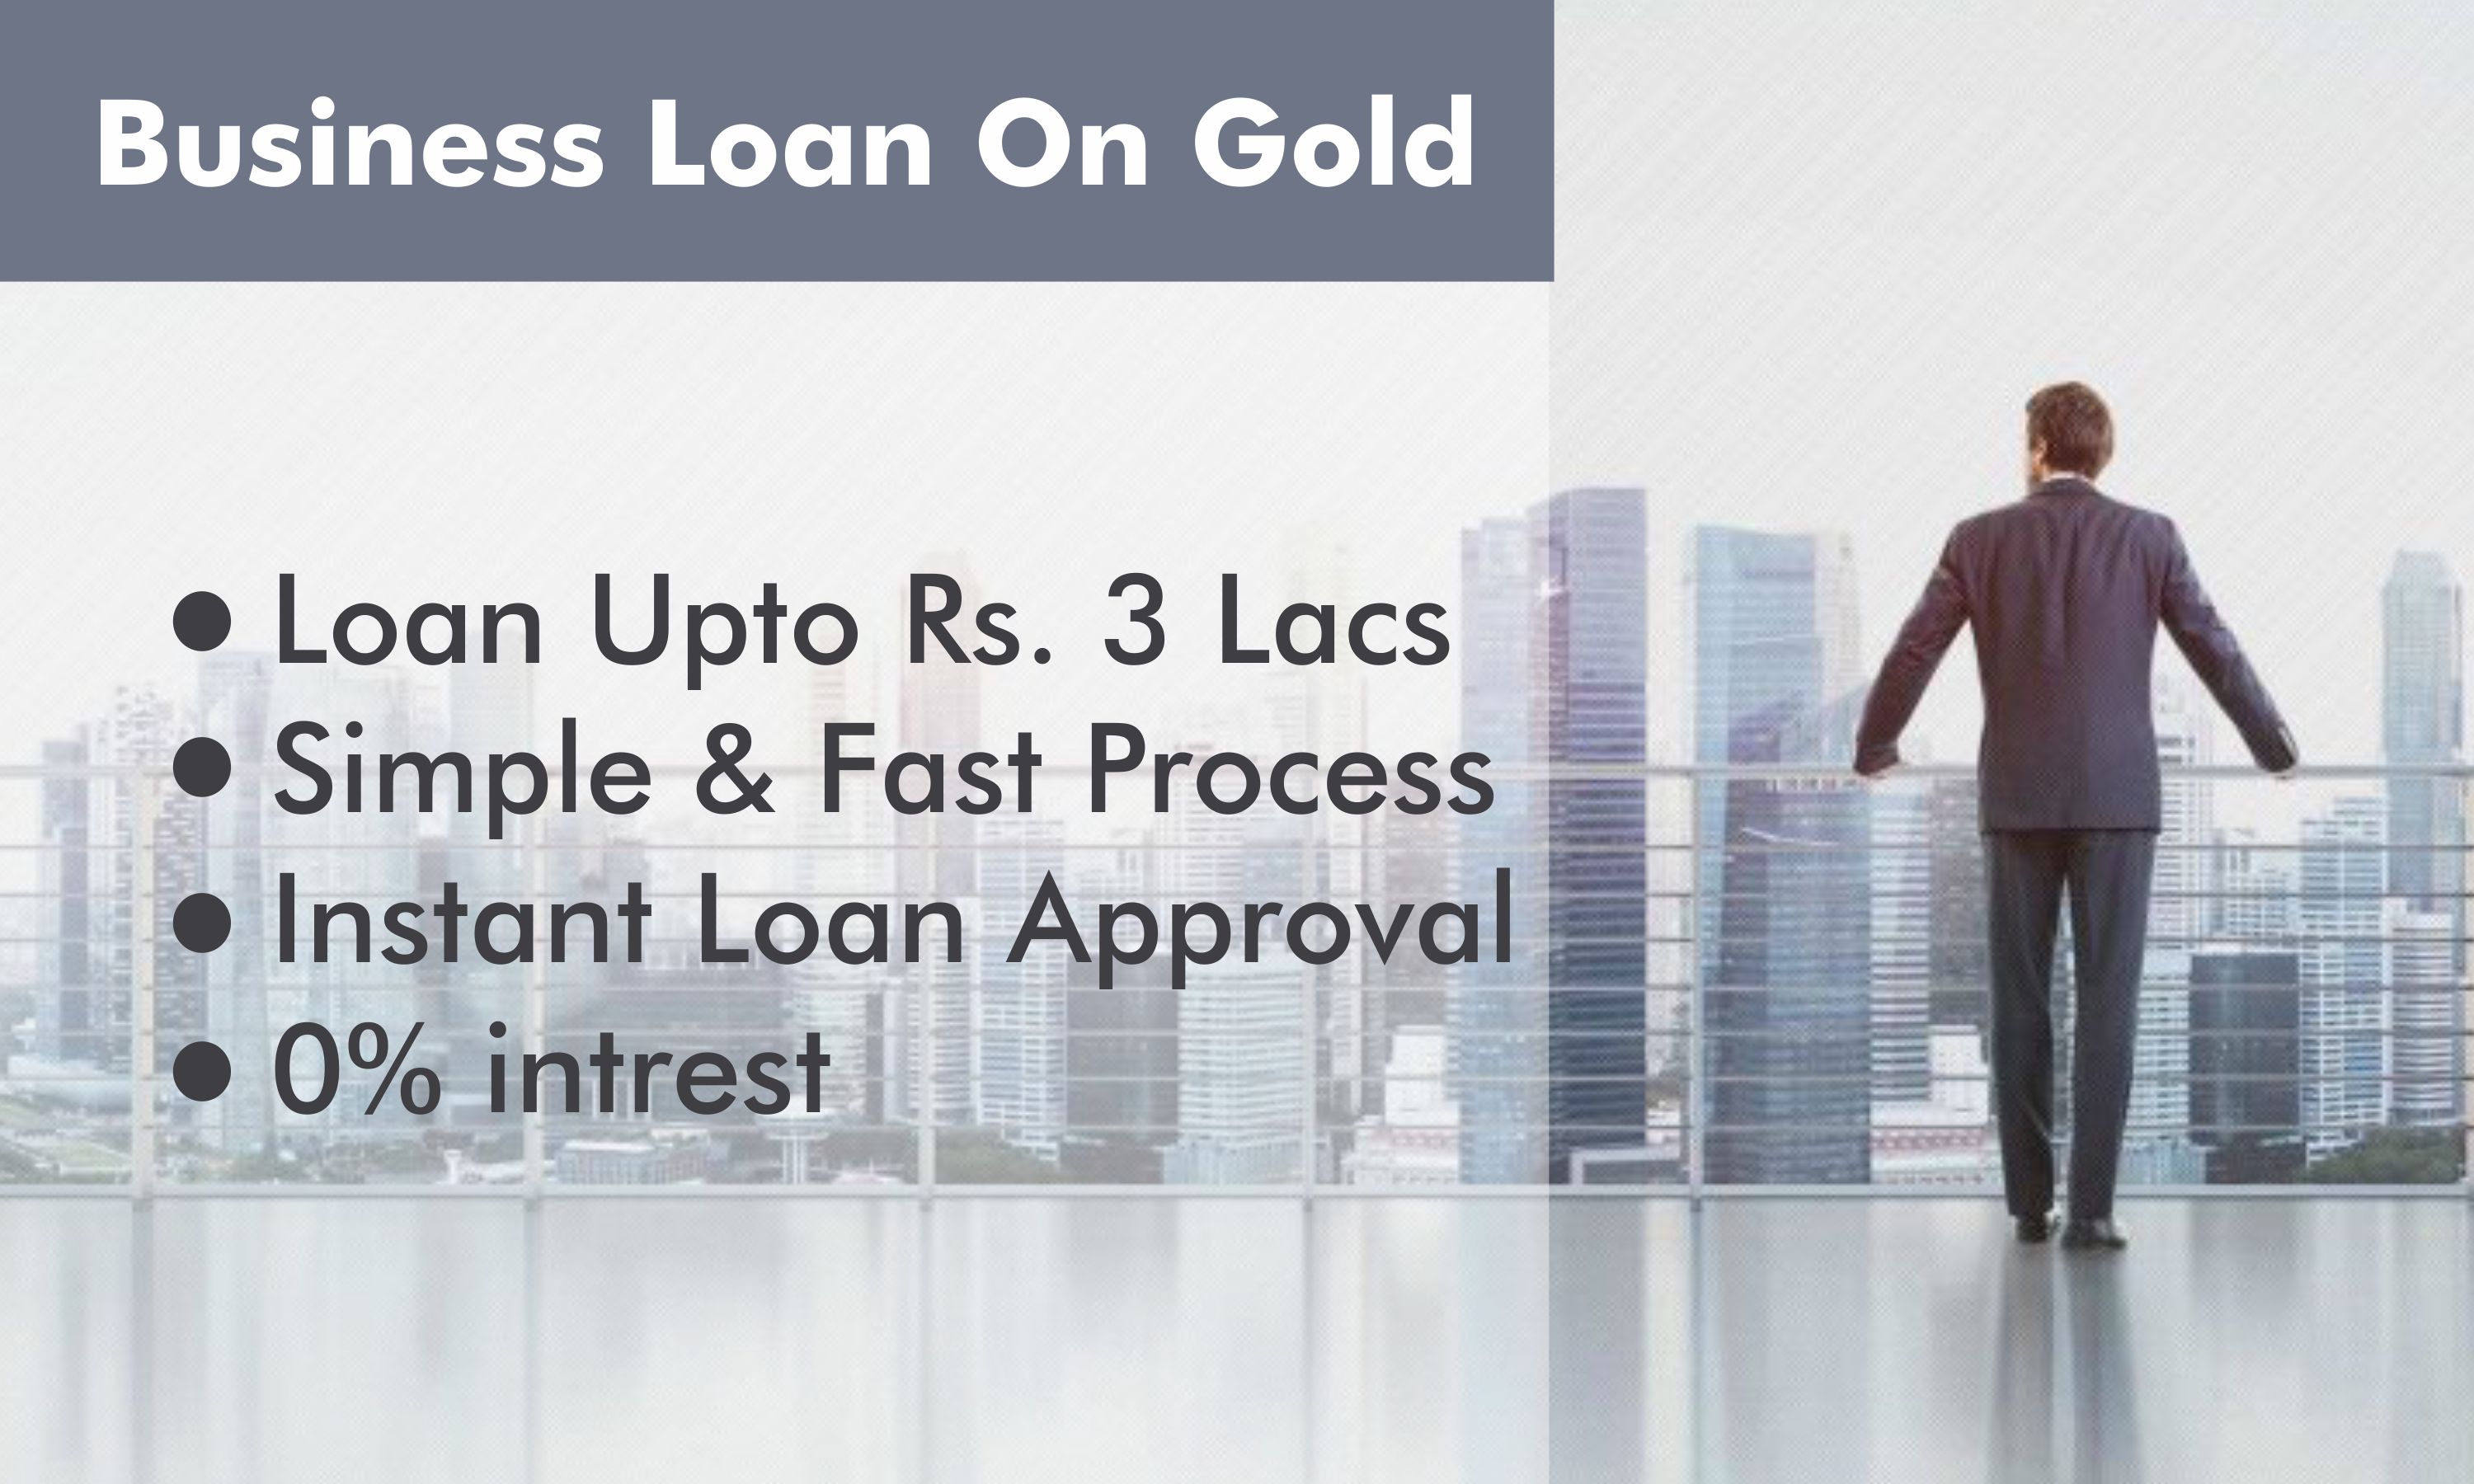 Business Loan On Gold
● Loan Upto Rs. 3 Lacs
● Simple & Fast Process
● Instant Loan Approval
● 0% intrest